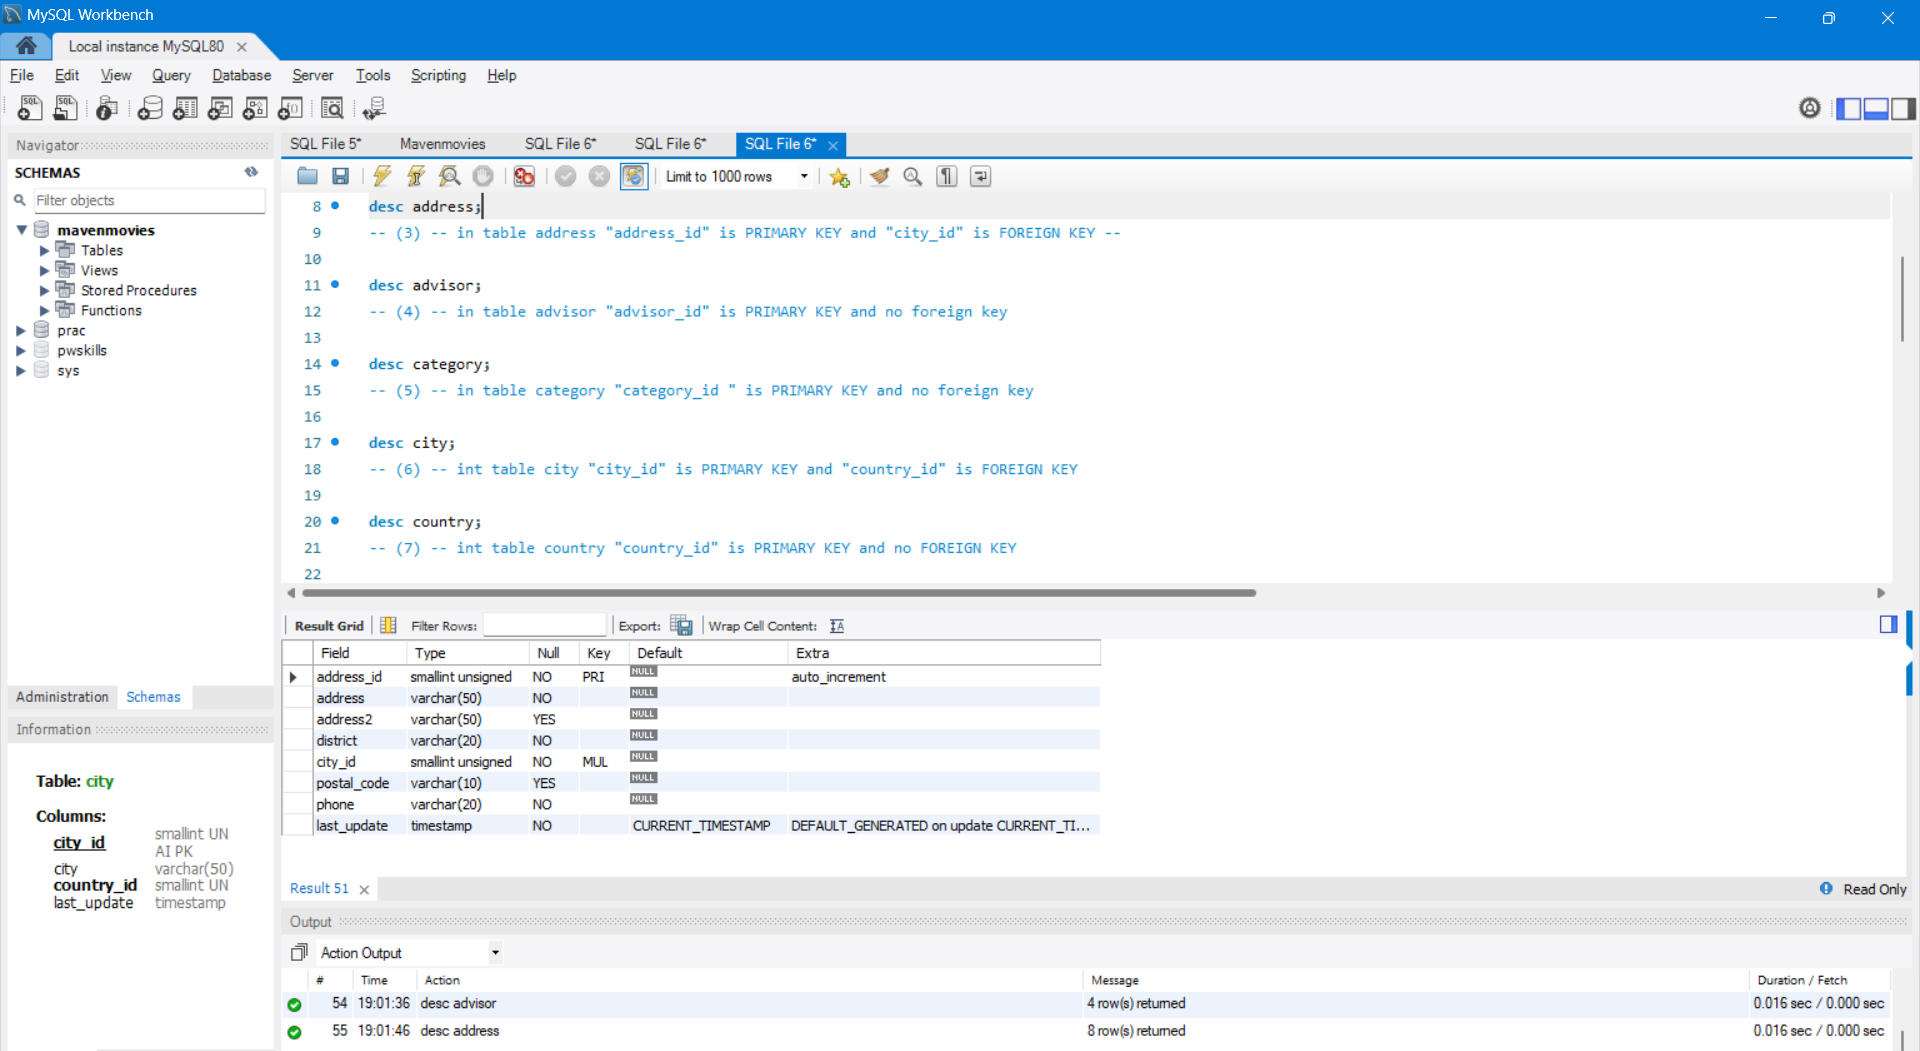 MySQL Workbench
Local instance MySQL80
File Edit View Query Database Server Tools Scripting Help
Navigator
SCHEMAS
Filter objects
mavenmovies
Tables
Views
Stored Procedures
Functions
prac
pwskills
sys
Administration Schemas
Information
Table: city
Columns:
city_id smallint UN AI PK
city varchar(50)
country_id smallint UN
last_update timestamp
SQL File 5* Mavenmovies SQL File 6* SQL File 6* SQL File 6*
Limit to 1000 rows
8 desc address;
9 -- (3) -- in table address "address_id" is PRIMARY KEY and "city_id" is FOREIGN KEY --
10
11 desc advisor;
12 -- (4) -- in table advisor "advisor_id" is PRIMARY KEY and no foreign key
13
14 desc category;
15 -- (5) -- in table category "category_id " is PRIMARY KEY and no foreign key
16
17 desc city;
18 -- (6) -- int table city "city_id" is PRIMARY KEY and "country_id" is FOREIGN KEY
19
20 desc country;
21 -- (7) -- int table country "country_id" is PRIMARY KEY and no FOREIGN KEY
22
Result Grid Filter Rows: Export: Wrap Cell Content:
Field Type Null Key Default Extra
address_id smallint unsigned NO PRI NULL auto_increment
address varchar(50) NO NULL
address2 varchar(50) YES NULL
district varchar(20) NO NULL
city_id smallint unsigned NO MUL NULL
postal_code varchar(10) YES NULL
phone varchar(20) NO NULL
last_update timestamp NO CURRENT_TIMESTAMP DEFAULT_GENERATED on update CURRENT_TI...
Result 51 Read Only
Output
Action Output
# Time Action Message Duration / Fetch
54 19:01:36 desc advisor 4 row(s) returned 0.016 sec / 0.000 sec
55 19:01:46 desc address 8 row(s) returned 0.016 sec / 0.000 sec